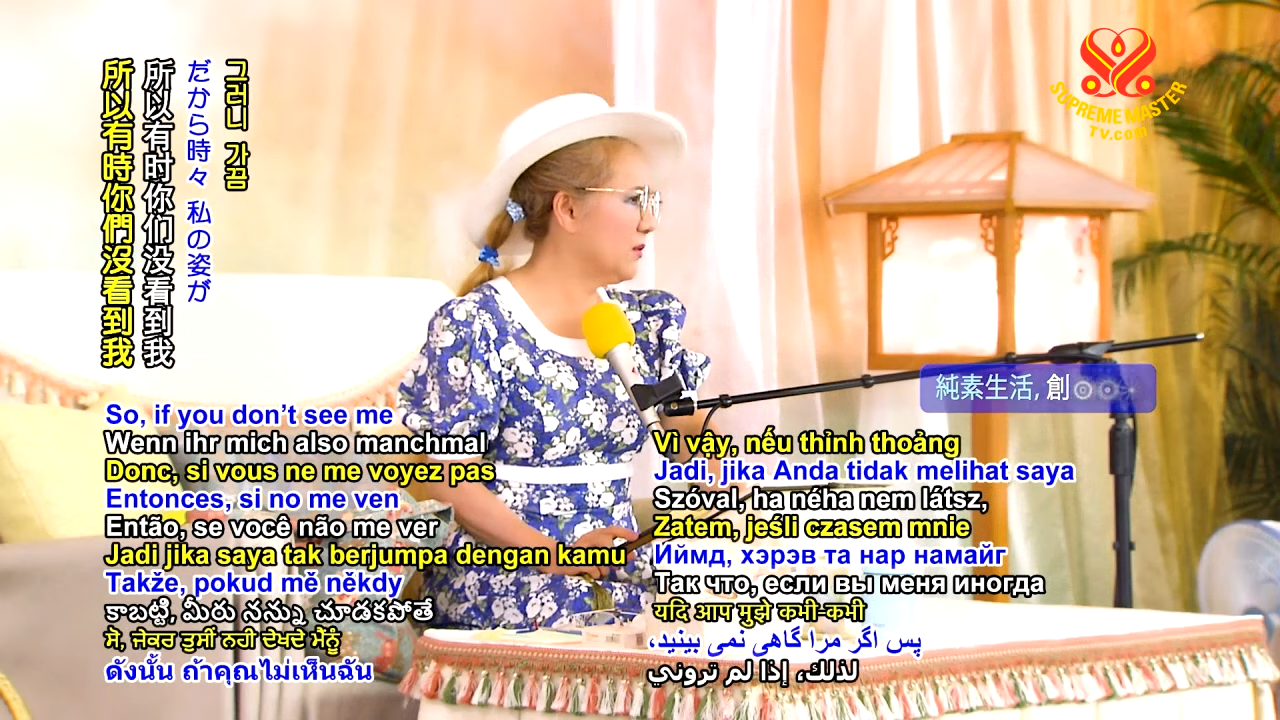 그러니 가끔
だから時々 私の姿が
所以有时你们没看到我
所以有時你們沒看到我
SUPREME MASTER
TV.com
純素生活, 創
So, if you don’t see me
Wenn ihr mich also manchmal
Donc, si vous ne me voyez pas
Entonces, si no me ven
Então, se você não me ver
Jadi jika saya tak berjumpa dengan kamu
Takže, pokud mě někdy
కాబట్టి, మీరు నన్ను చూడకపోతే
ਸੋ, ਜੇਕਰ ਤੁਸੀਂ ਨਹੀ ਦੇਖਦੇ ਮੈਂਨੂੰ
ดังนั้น ถ้าคุณไม่เห็นฉัน
Vì vậy, nếu thỉnh thoảng
Jadi, jika Anda tidak melihat saya
Szóval, ha néha nem látsz,
Zatem, jeśli czasem mnie
Иймд, хэрэв та нар намайг
Так что, если вы меня иногда
यदि आप मुझे कभी-कभी
پس اگر مرا گاهی نمی بینید،
لذلك، إذا لم تروني